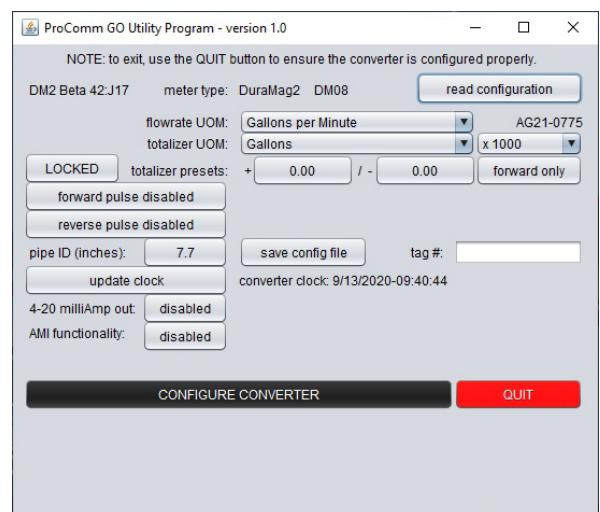 ProComm GO Utility Program - version 1.0
NOTE: to exit, use the QUIT button to ensure the converter is configured properly.
DM2 Beta 42:J17 meter type: DuraMag2 DM08 read configuration
flowrate UOM: Gallons per Minute AG21-0775
totalizer UOM: Gallons x 1000
LOCKED totalizer presets: + 0.00 / - 0.00 forward only
forward pulse disabled
reverse pulse disabled
pipe ID (inches): 7.7 save config file tag #:
update clock converter clock: 9/13/2020-09:40:44
4-20 milliAmp out: disabled
AMI functionality: disabled
CONFIGURE CONVERTER QUIT